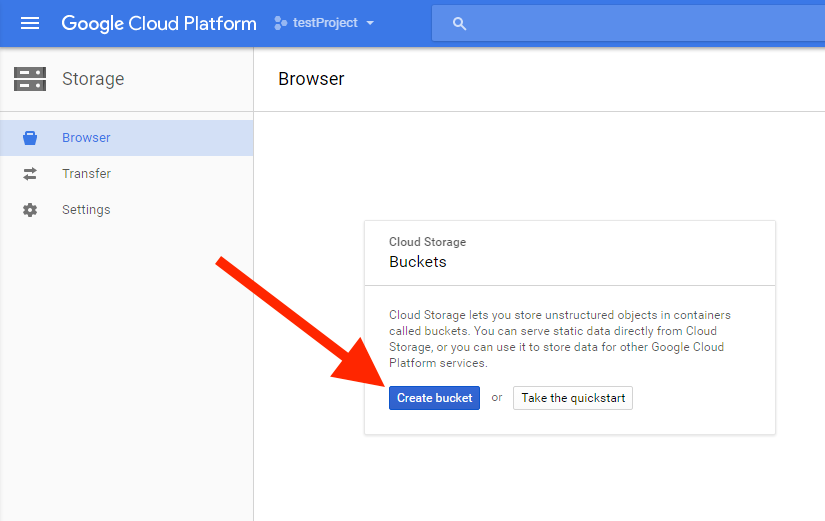 Google Cloud Platform
testProject
Storage
Browser
Browser
Transfer
Settings
Cloud Storage
Buckets
Cloud Storage lets you store unstructured objects in containers
called buckets. You can serve static data directly from Cloud
Storage, or you can use it to store data for other Google Cloud
Platform services.
Create bucket or Take the quickstart